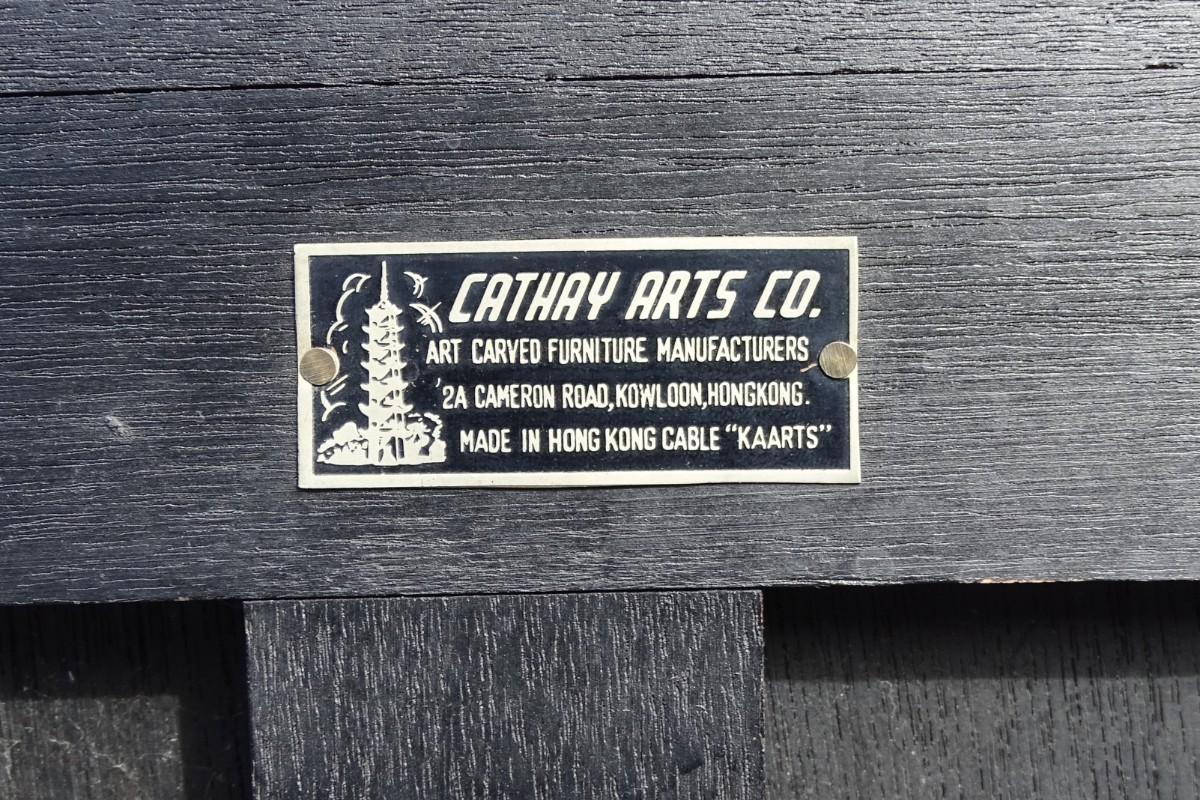 CATHAY ARTS CO.
ART CARVED FURNITURE MANUFACTURERS
2A CAMERON ROAD, KOWLOON, HONGKONG.
MADE IN HONG KONG CABLE "KAARTS"